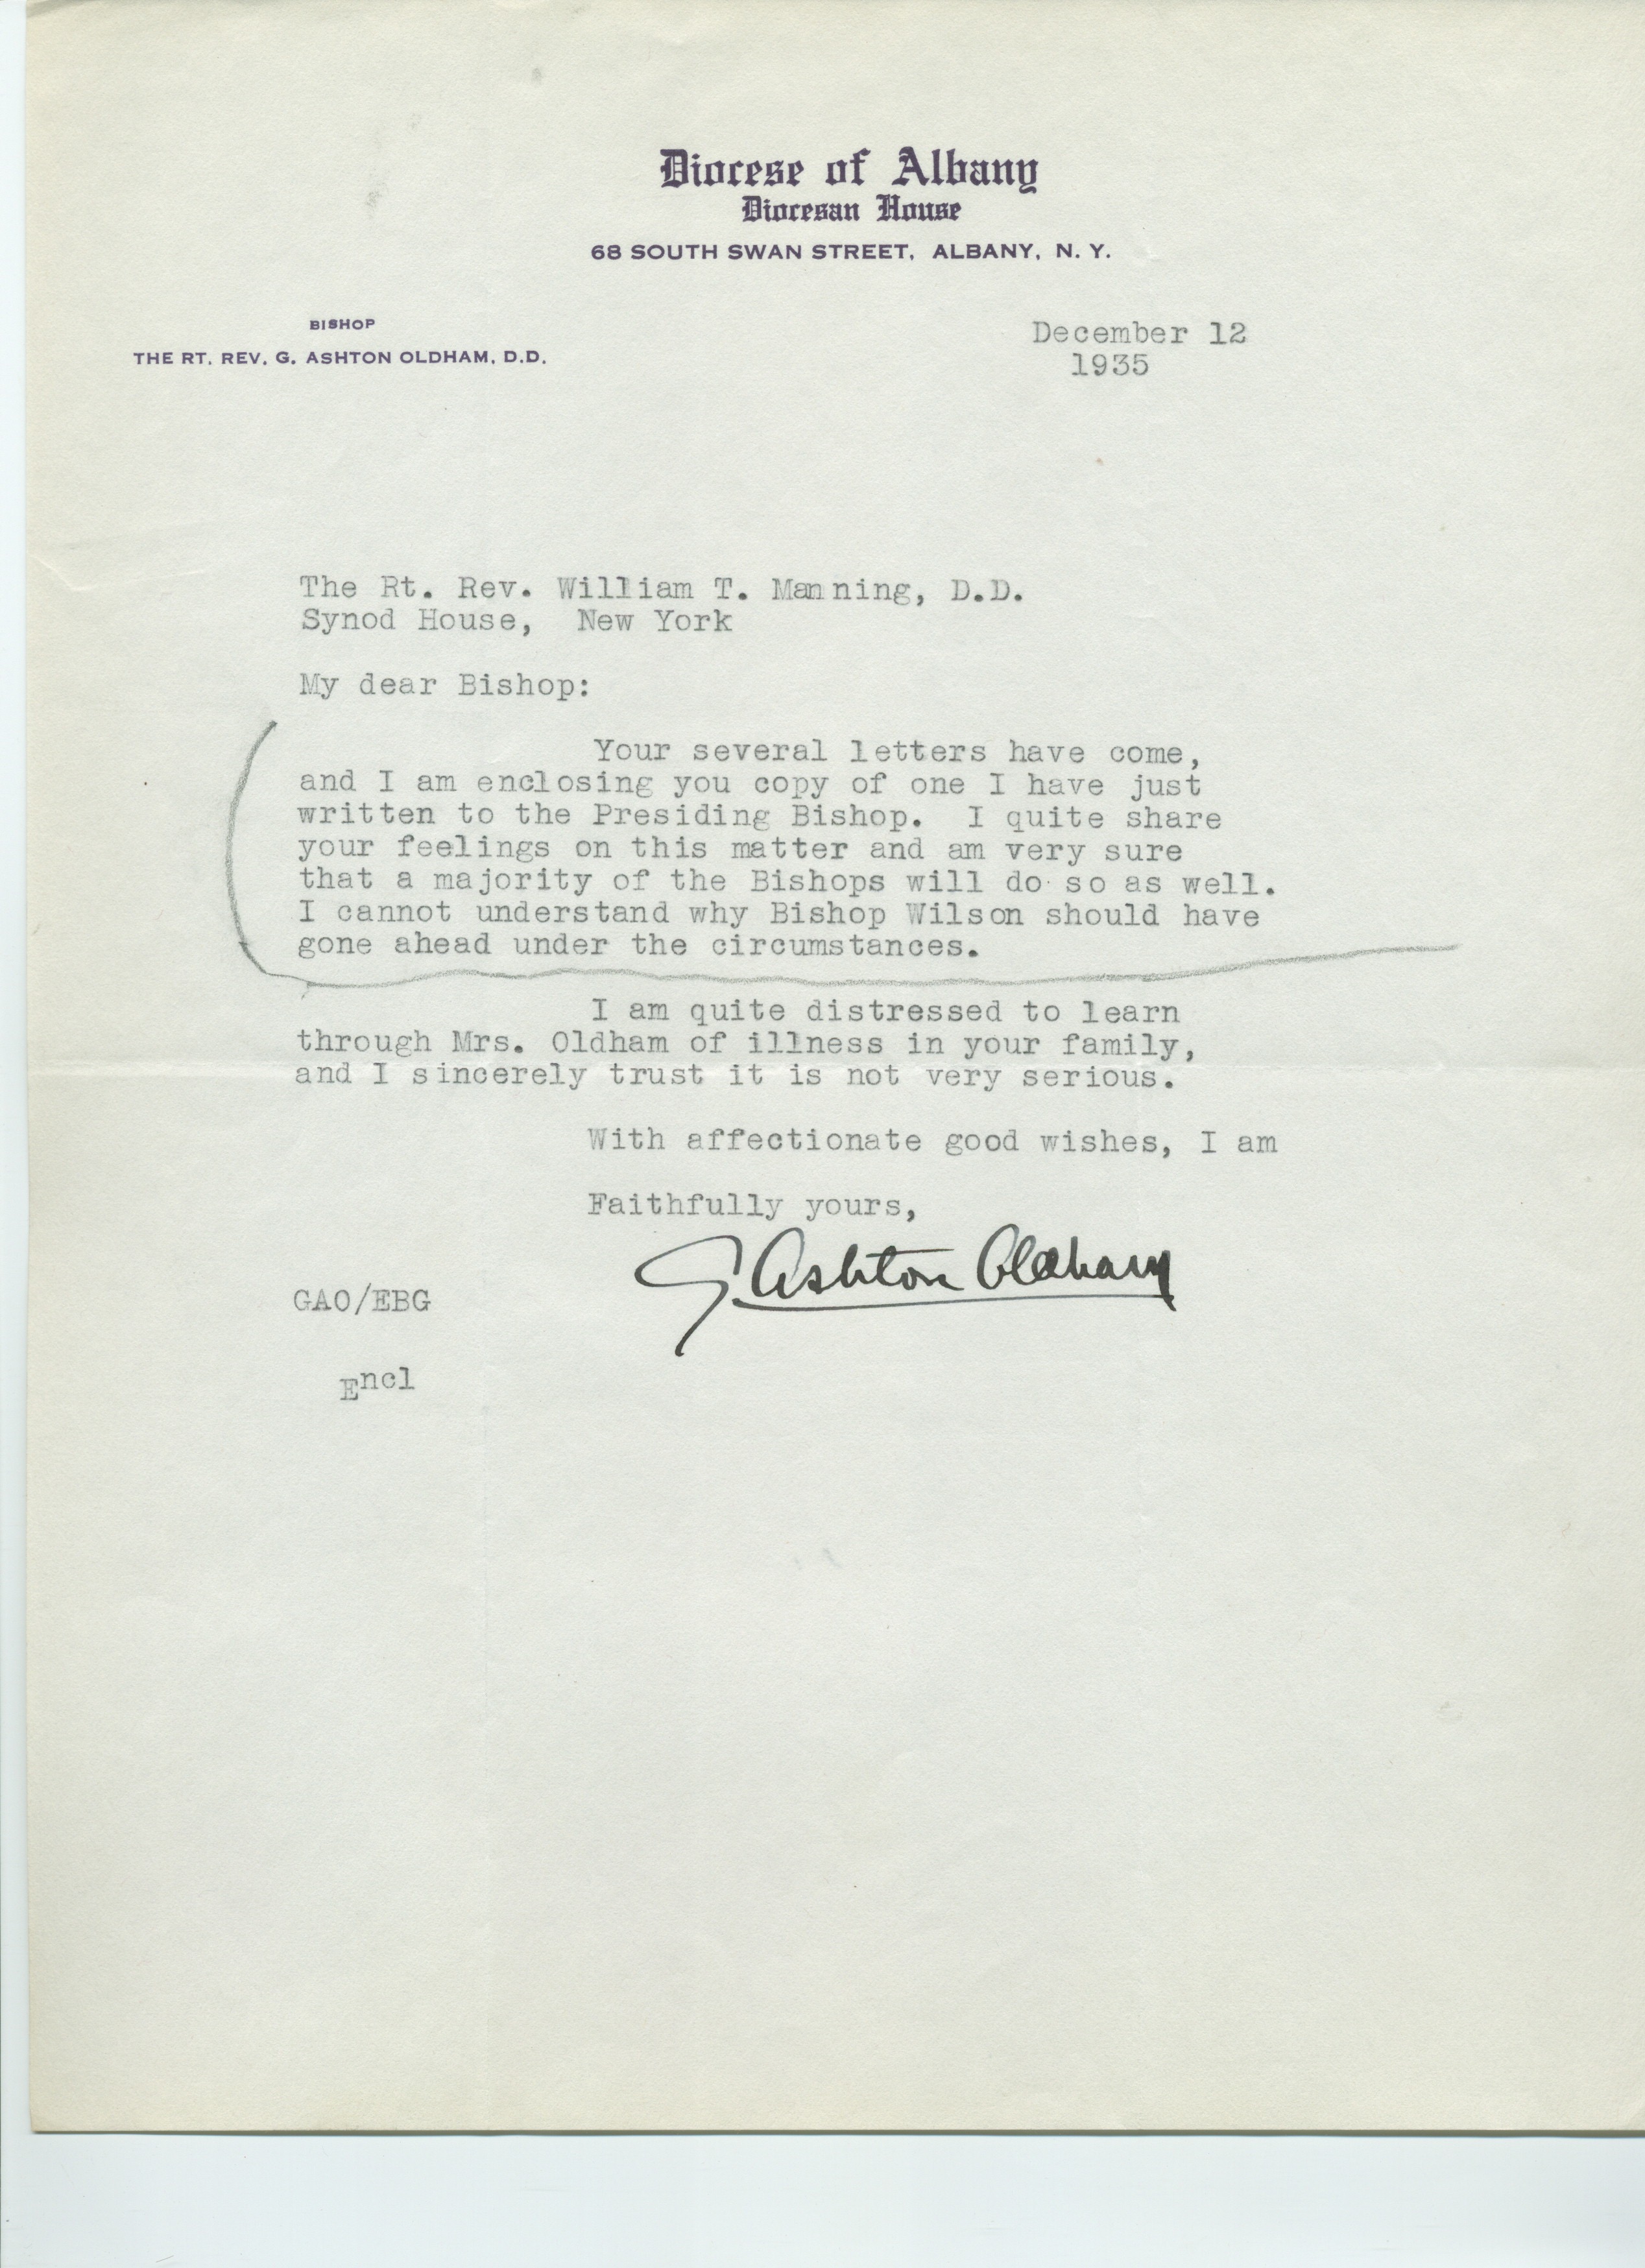 Diocese of Albany
Diocesan House
68 SOUTH SWAN STREET, ALBANY, N. Y.
BISHOP
THE RT. REV. G. ASHTON OLDHAM, D.D.
December 12
1935
The Rt. Rev. William T. Manning, D.D.
Synod House, New York
My dear Bishop:
Your several letters have come,
and I am enclosing you copy of one I have just
written to the Presiding Bishop. I quite share
your feelings on this matter and am very sure
that a majority of the Bishops will do so as well.
I cannot understand why Bishop Wilson should have
gone ahead under the circumstances.
I am quite distressed to learn
through Mrs. Oldham of illness in your family,
and I sincerely trust it is not very serious.
With affectionate good wishes, I am
Faithfully yours,
G. Ashton Oldham
GAO/EBG
Encl